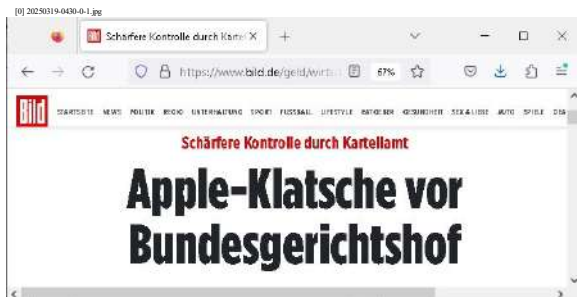 [0] 20250319-0430-0-1.jpg
Schärfere Kontrolle durch Kartel
https://www.bild.de/geld/wirts
67%
Bild
STARTSEITE NEWS POLITIK REGIO UNTERHALTUNG SPORT FUSSBALL LIFESTYLE RATGEBER GESUNDHEIT SEX & LIEBE AUTO SPIELE
Schärfere Kontrolle durch Kartellamt
Apple-Klatsche vor
Bundesgerichtshof